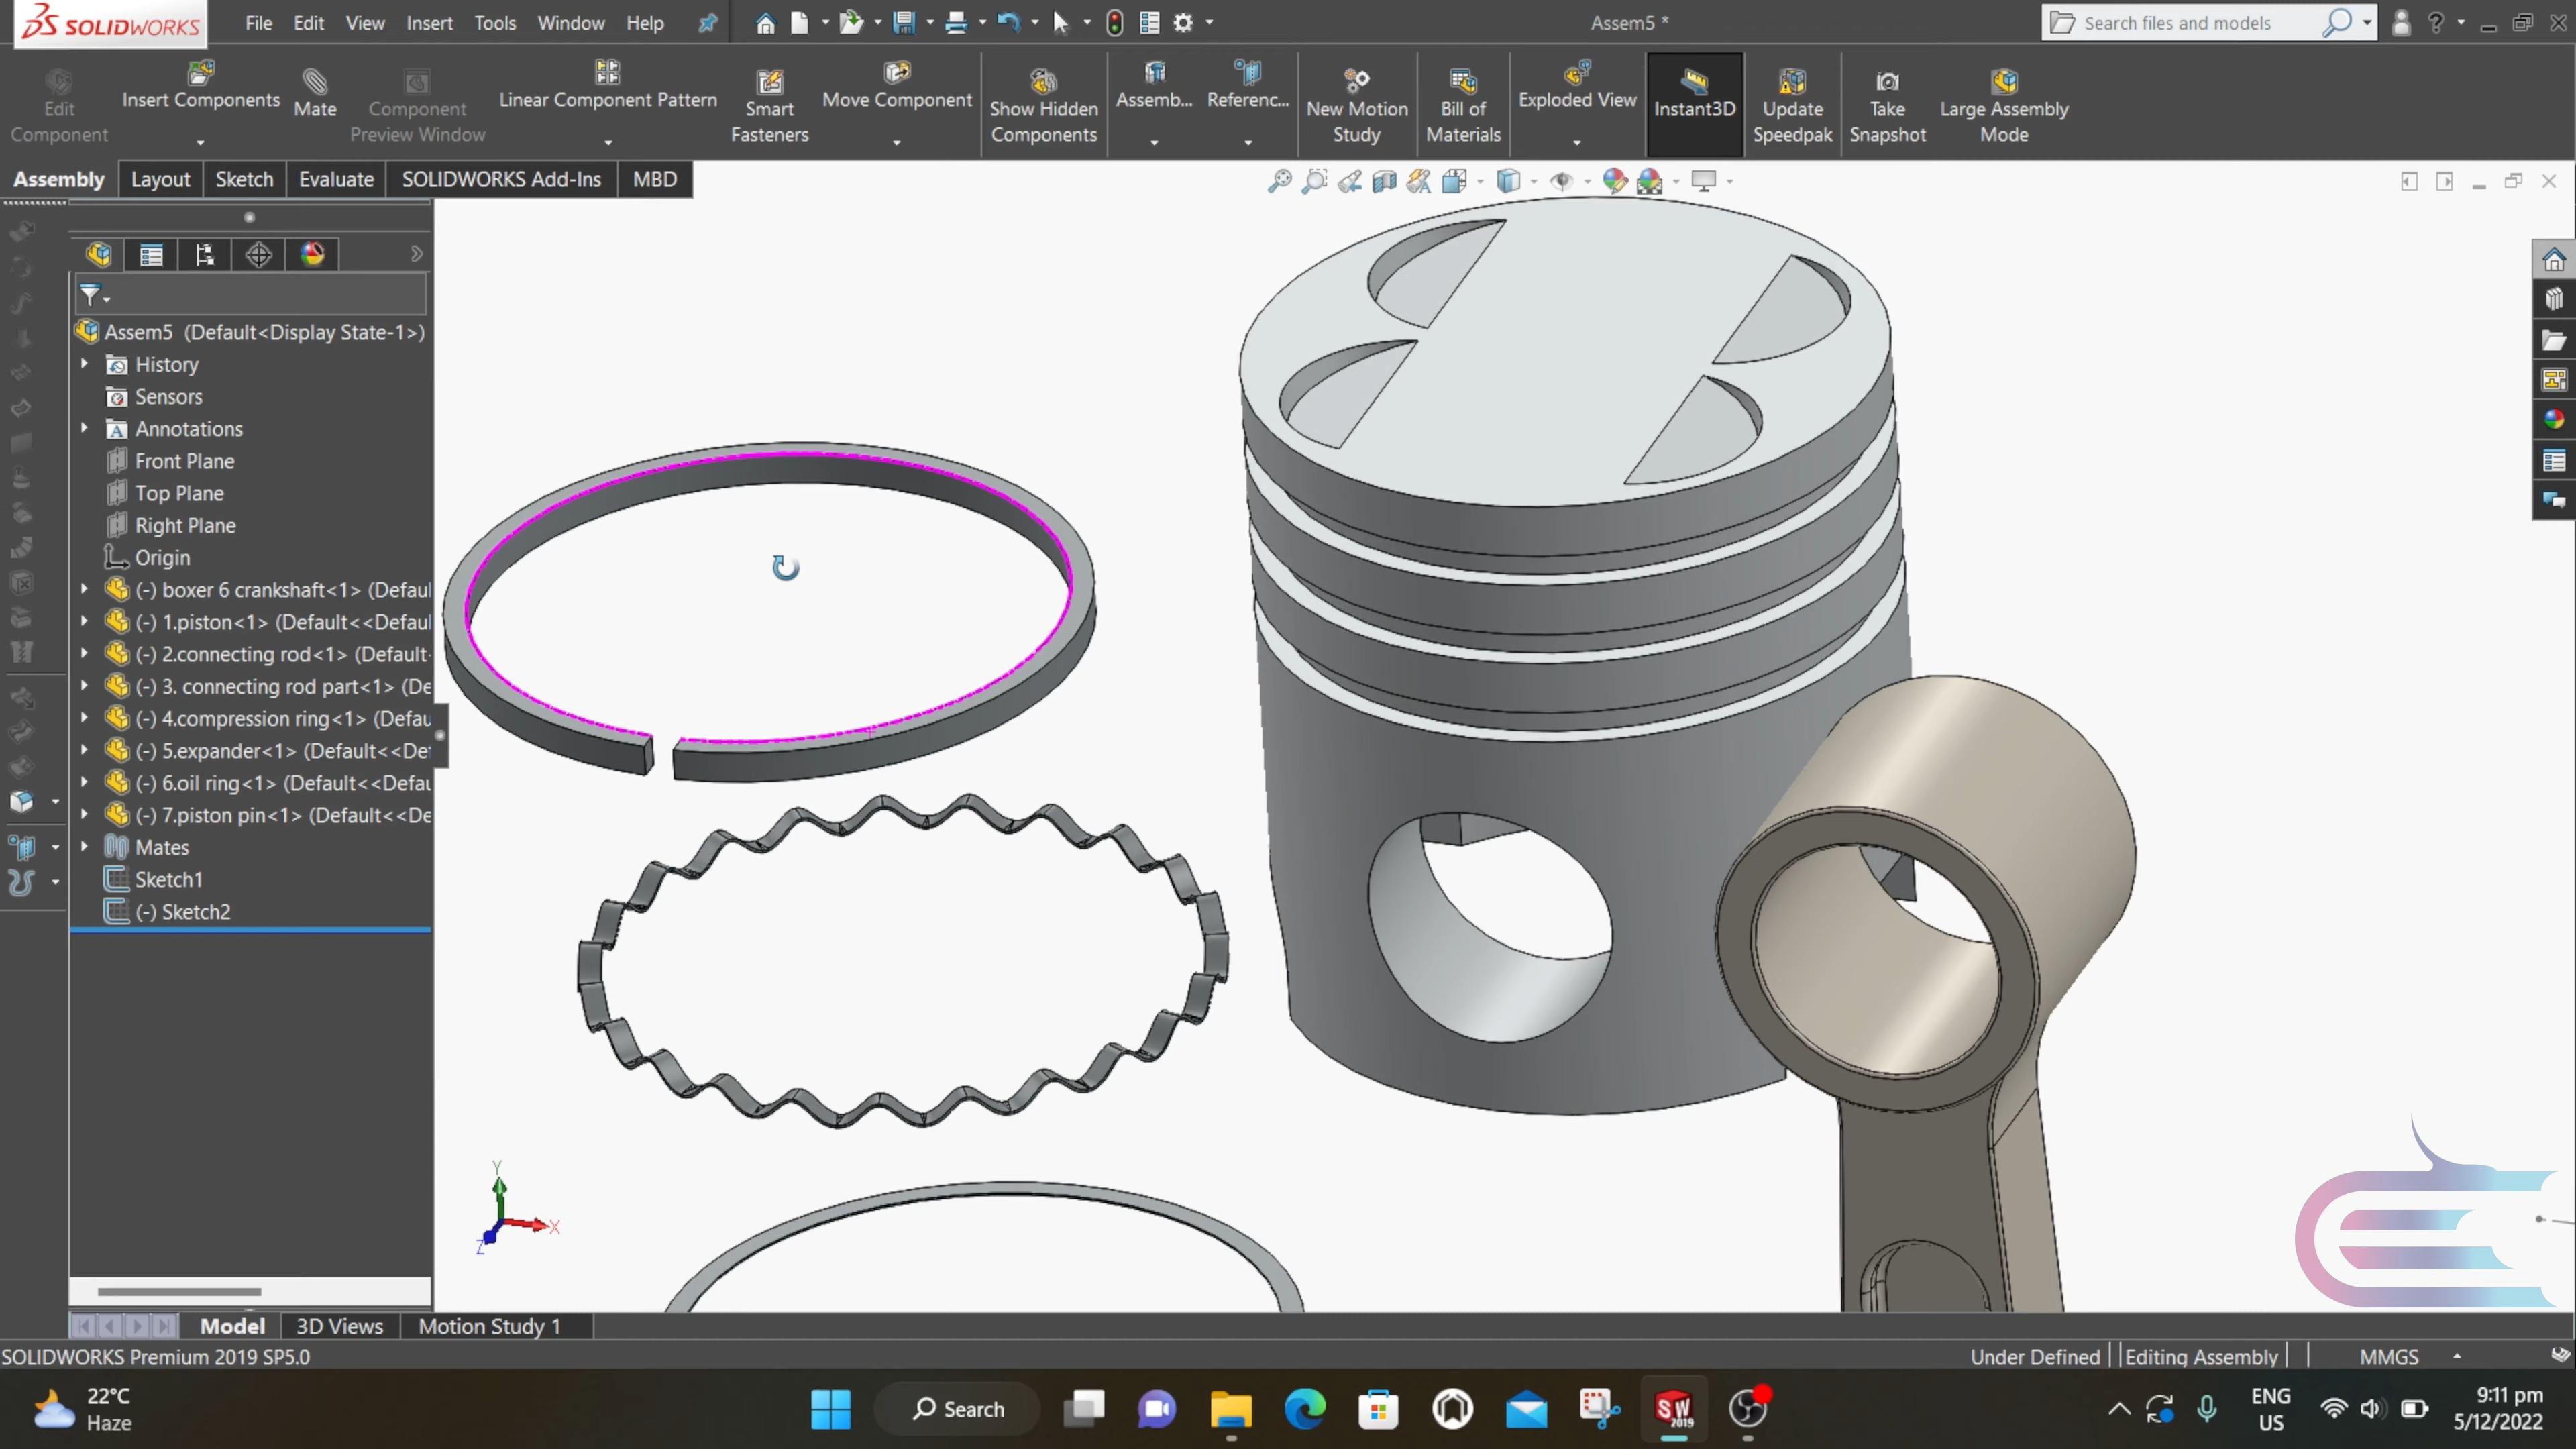 SOLIDWORKS
File Edit View Insert Tools Window Help
Assem5 *
Search files and models
Edit Component
Insert Components
Mate
Component Preview Window
Linear Component Pattern
Smart Fasteners
Move Component
Show Hidden Components
Assemb...
Referenc...
New Motion Study
Bill of Materials
Exploded View
Instant3D
Update Speedpak
Take Snapshot
Large Assembly Mode
Assembly Layout Sketch Evaluate SOLIDWORKS Add-Ins MBD
Assem5 (Default<Display State-1>)
History
Sensors
Annotations
Front Plane
Top Plane
Right Plane
Origin
(-) boxer 6 crankshaft<1> (Defaul
(-) 1.piston<1> (Default<<Defaul
(-) 2.connecting rod<1> (Default
(-) 3. connecting rod part<1> (De
(-) 4.compression ring<1> (Defau
(-) 5.expander<1> (Default<<De
(-) 6.oil ring<1> (Default<<Defau
(-) 7.piston pin<1> (Default<<De
Mates
Sketch1
(-) Sketch2
Y
X
Z
Model 3D Views Motion Study 1
SOLIDWORKS Premium 2019 SP5.0
Under Defined Editing Assembly MMGS
22°C
Haze
Search
SW
2019
ENG
US
9:11 pm
5/12/2022